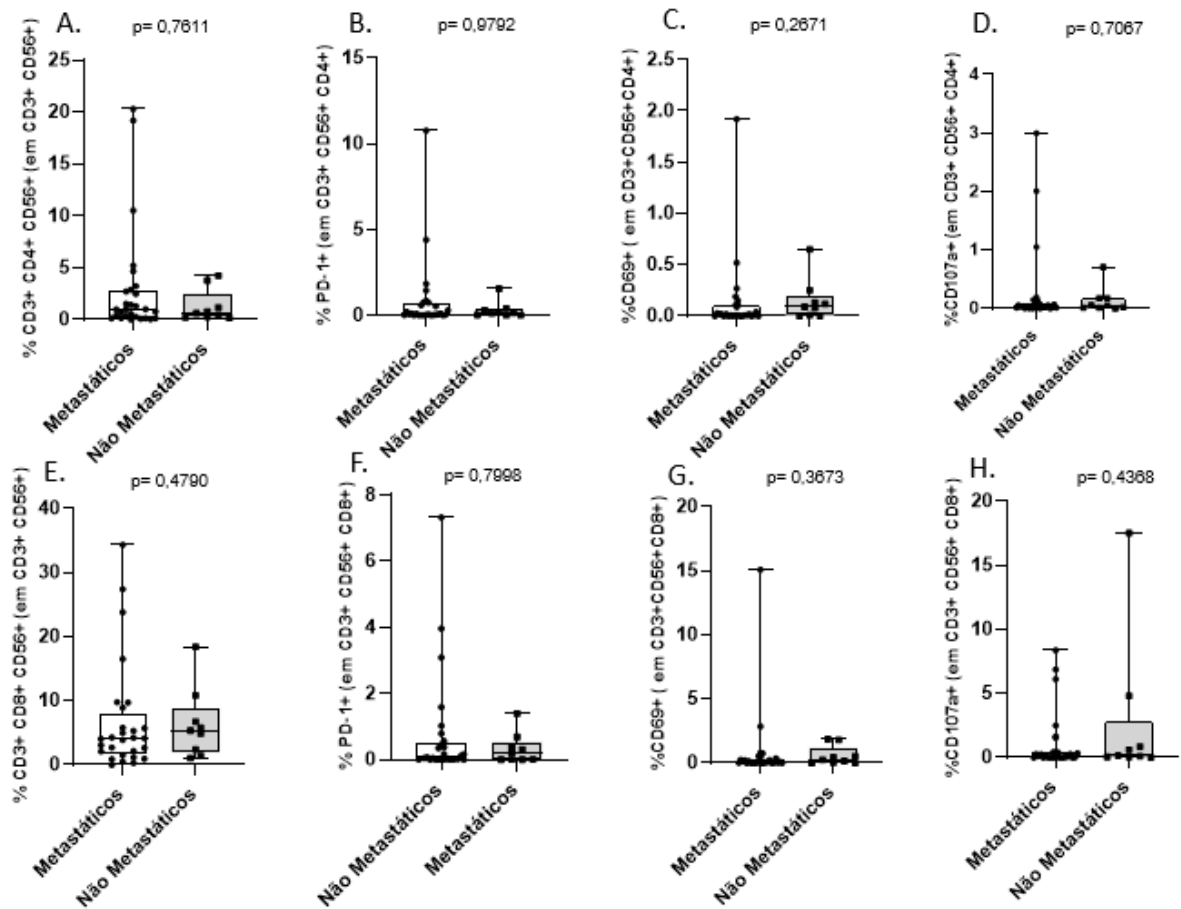 A.
p= 0,7611
% CD3+ CD4+ CD56+ (em CD3+ CD56+)
25
20
15
10
5
0
Metastáticos
Não Metastáticos
B.
p= 0,9792
% PD-1+ (em CD3+ CD56+ CD4+)
15
10
5
0
Metastáticos
Não Metastáticos
C.
p= 0,2671
%CD69+ ( em CD3+CD56+CD4+)
2.5
2.0
1.5
1.0
0.5
0.0
Metastáticos
Não Metastáticos
D.
p= 0,7067
%CD107a+ (em CD3+ CD56+ CD4+)
4
3
2
1
0
Metastáticos
Não Metastáticos
E.
p= 0,4790
% CD3+ CD8+ CD56+ (em CD3+ CD56+)
40
30
20
10
0
Metastáticos
Não Metastáticos
F.
p= 0,7998
% PD-1+ (em CD3+ CD56+ CD8+)
8
6
4
2
0
Não Metastáticos
Metastáticos
G.
p= 0,3673
%CD69+ ( em CD3+CD56+CD8+)
20
15
10
5
0
Metastáticos
Não Metastáticos
H.
p= 0,4368
%CD107a+ ( em CD3+ CD56+ CD8+)
20
15
10
5
0
Metastáticos
Não Metastáticos